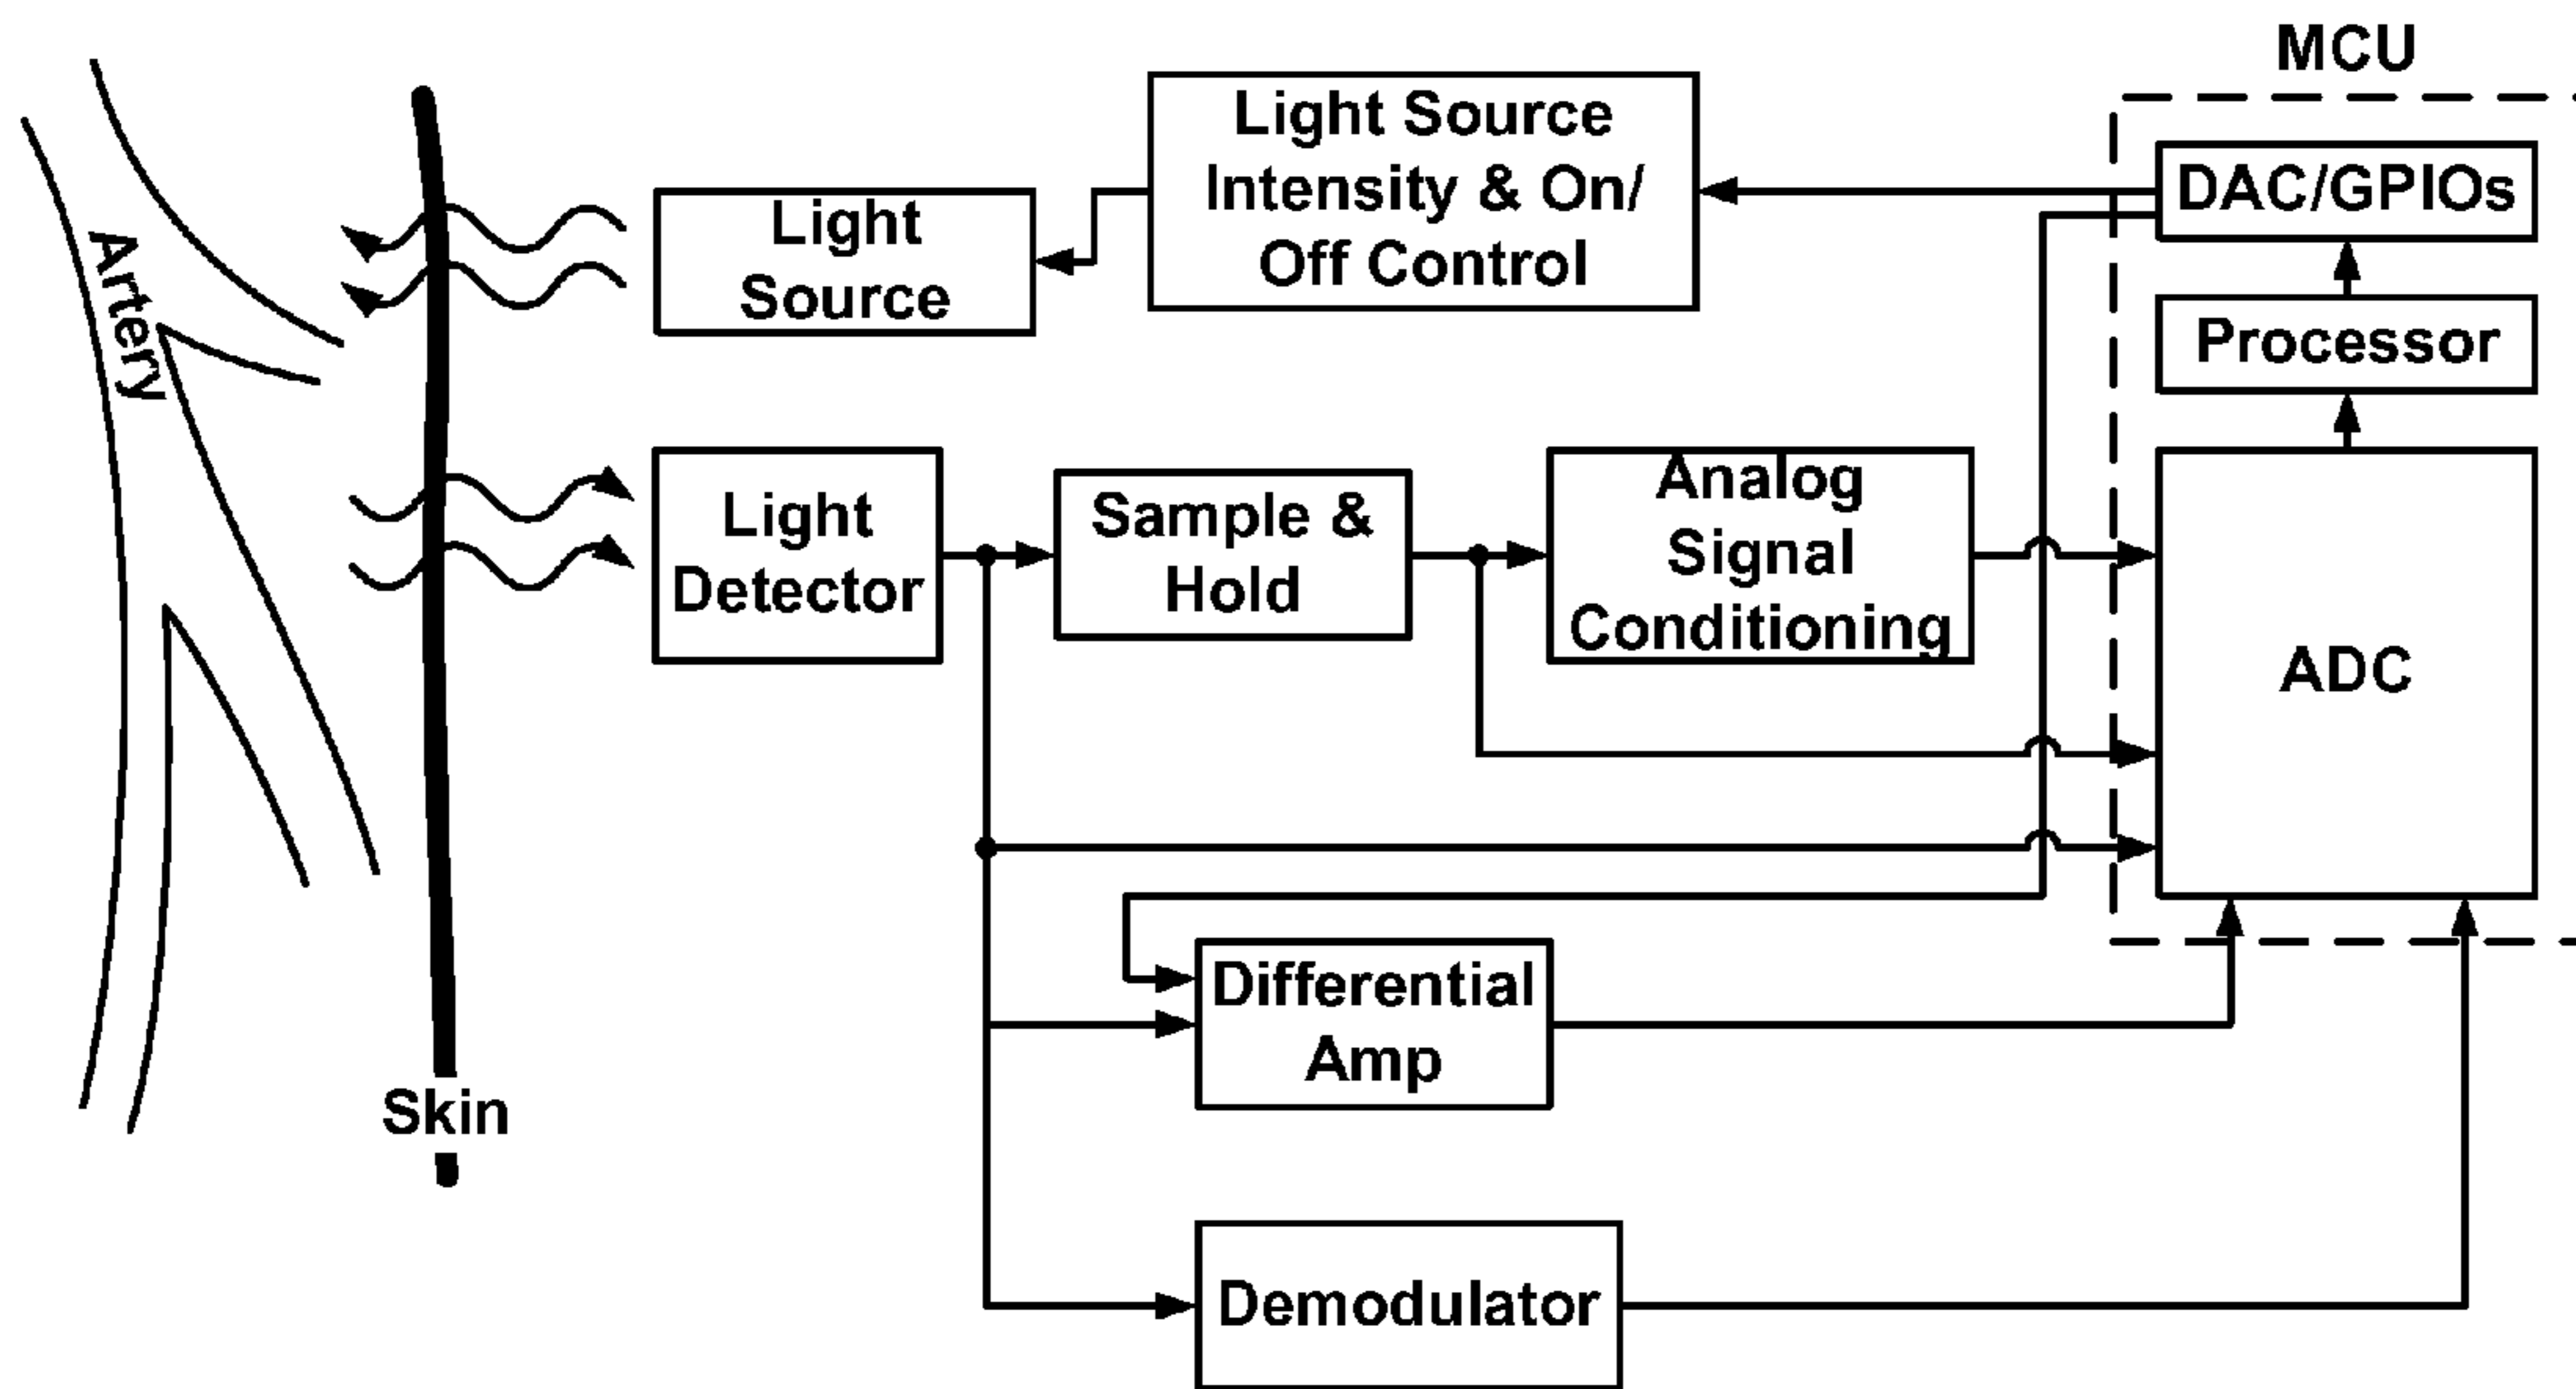 MCU
Light Source
Intensity & On/
Off Control
DAC/GPIOs
Light
Source
Artery
Processor
Light
Detector
Sample &
Hold
Analog
Signal
Conditioning
ADC
Differential
Amp
Skin
Demodulator